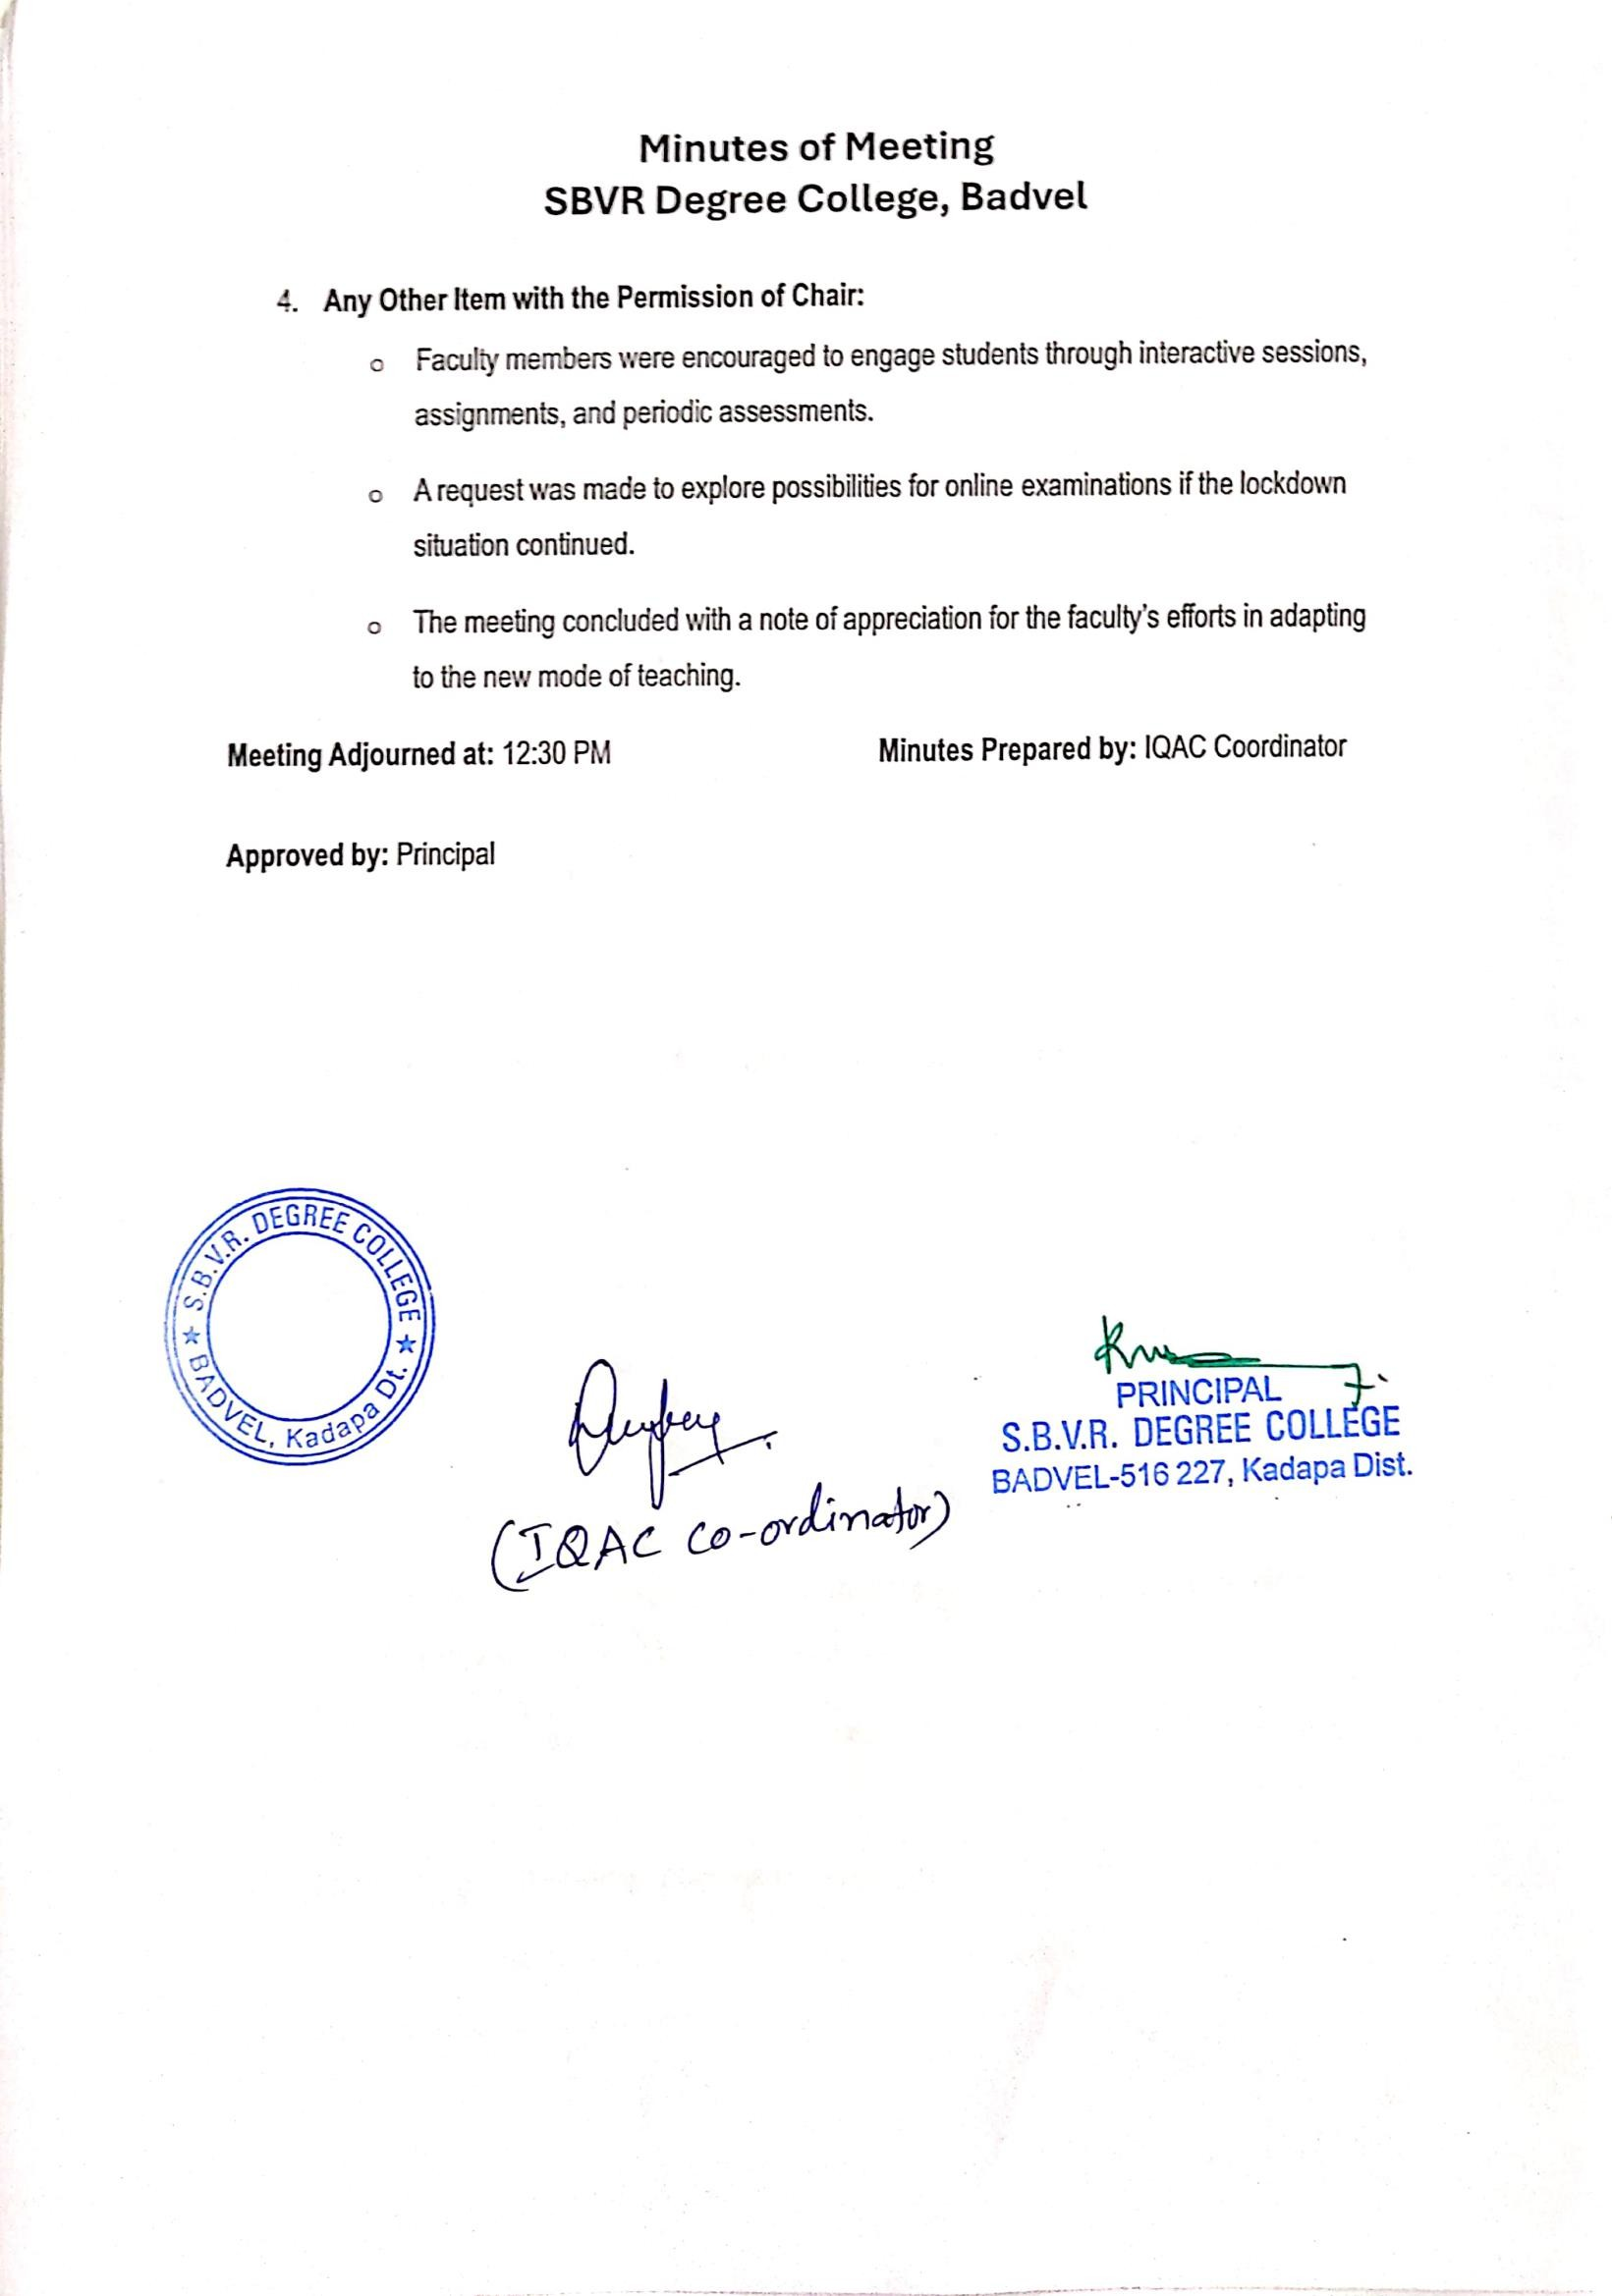 Minutes of Meeting
SBVR Degree College, Badvel
4. Any Other Item with the Permission of Chair:
o Faculty members were encouraged to engage students through interactive sessions,
assignments, and periodic assessments.
o A request was made to explore possibilities for online examinations if the lockdown
situation continued.
o The meeting concluded with a note of appreciation for the faculty's efforts in adapting
to the new mode of teaching.
Meeting Adjourned at: 12:30 PM
Minutes Prepared by: IQAC Coordinator
Approved by: Principal
S.B.V.R. DEGREE COLLEGE
★ BADVEL, Kadapa Dt. ★
(IQAC Co-ordinator)
PRINCIPAL
S.B.V.R. DEGREE COLLEGE
BADVEL-516 227, Kadapa Dist.